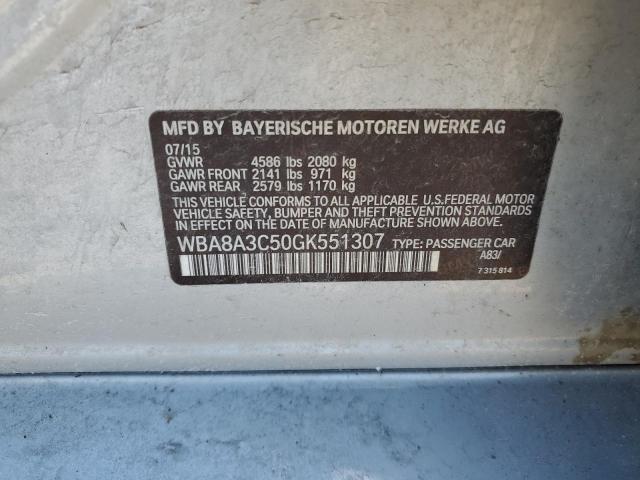 MFD BY BAYERISCHE MOTOREN WERKE AG
07/15
GVWR 4586 lbs 2080 kg
GAWR FRONT 2141 lbs 971 kg
GAWR REAR 2579 lbs 1170 kg
THIS VEHICLE CONFORMS TO ALL APPLICABLE U.S.FEDERAL MOTOR
VEHICLE SAFETY, BUMPER AND THEFT PREVENTION STANDARDS IN
EFFECT ON THE DATE OF MANUFACTURE SHOWN ABOVE.
WBA8A3C50GK551307 TYPE: PASSENGER CAR
A83/
7 315 814